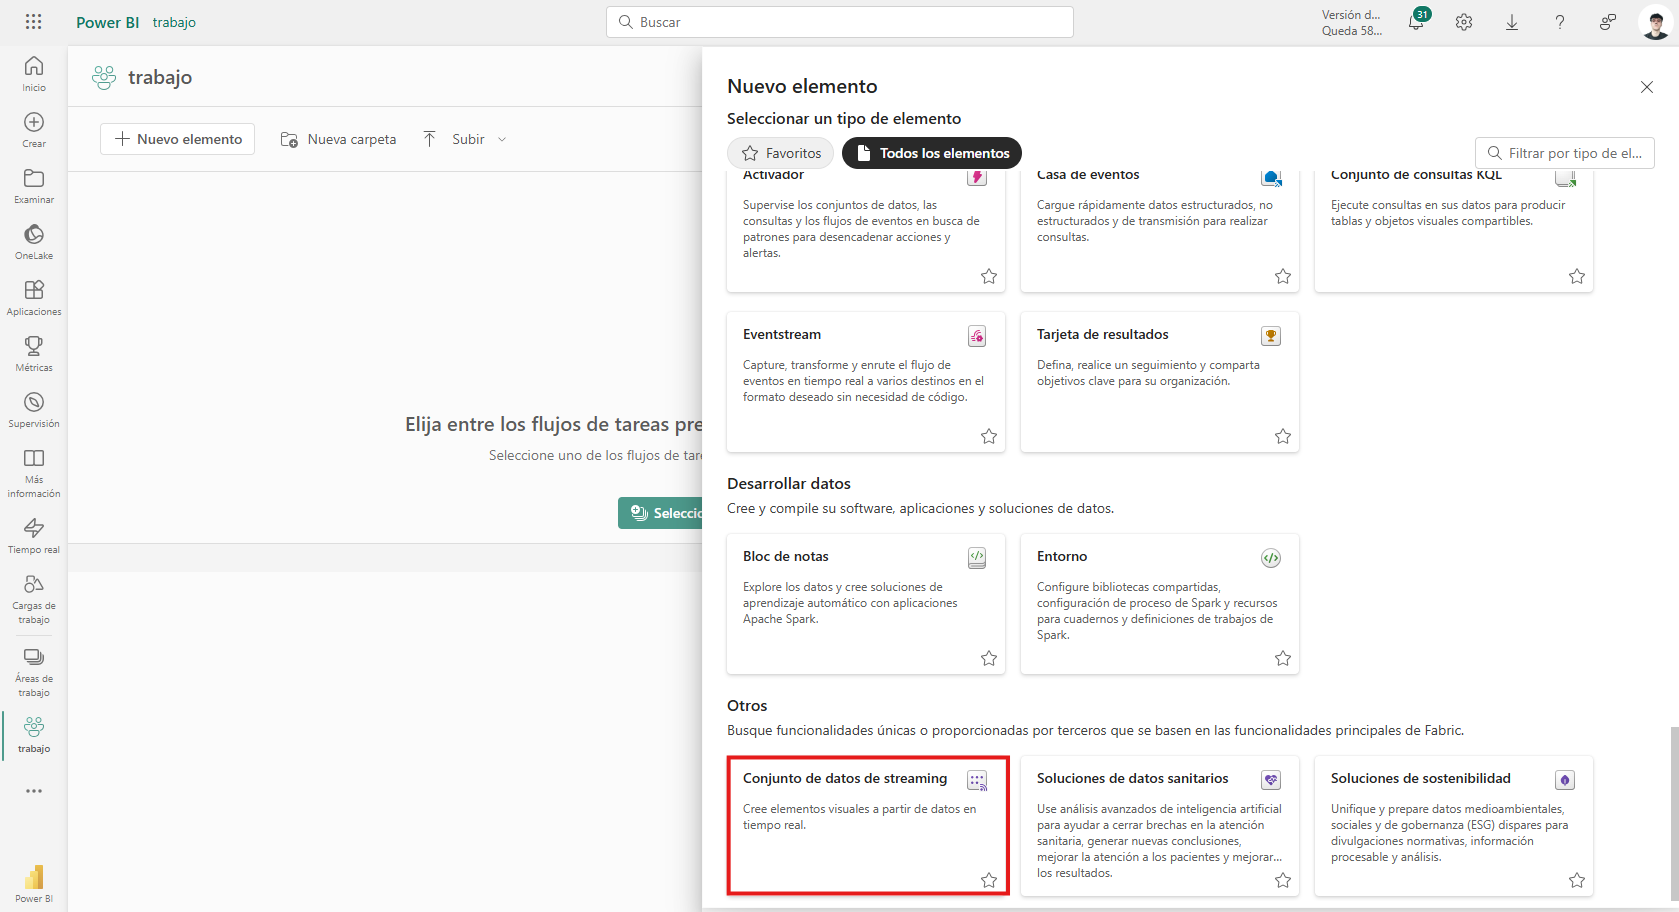 Power BI trabajo
Buscar
Versión d...
Queda 58...
31
Inicio
Crear
Examinar
OneLake
Aplicaciones
Métricas
Supervisión
Más
información
Tiempo real
Cargas de
trabajo
Áreas de
trabajo
trabajo
Power BI
trabajo
Nuevo elemento
Nueva carpeta
Subir
Elija entre los flujos de tareas pre
Seleccione uno de los flujos de tare
Seleccio
Nuevo elemento
Seleccionar un tipo de elemento
Favoritos
Todos los elementos
Filtrar por tipo de el...
Activador
Supervise los conjuntos de datos, las
consultas y los flujos de eventos en busca de
patrones para desencadenar acciones y
alertas.
Casa de eventos
Cargue rápidamente datos estructurados, no
estructurados y de transmisión para realizar
consultas.
Conjunto de consultas KQL
Ejecute consultas en sus datos para producir
tablas y objetos visuales compartibles.
Eventstream
Capture, transforme y enrute el flujo de
eventos en tiempo real a varios destinos en el
formato deseado sin necesidad de código.
Tarjeta de resultados
Defina, realice un seguimiento y comparta
objetivos clave para su organización.
Desarrollar datos
Cree y compile su software, aplicaciones y soluciones de datos.
Bloc de notas
Explore los datos y cree soluciones de
aprendizaje automático con aplicaciones
Apache Spark.
Entorno
Configure bibliotecas compartidas,
configuración de proceso de Spark y recursos
para cuadernos y definiciones de trabajos de
Spark.
Otros
Busque funcionalidades únicas o proporcionadas por terceros que se basen en las funcionalidades principales de Fabric.
Conjunto de datos de streaming
Cree elementos visuales a partir de datos en
tiempo real.
Soluciones de datos sanitarios
Use análisis avanzados de inteligencia artificial
para ayudar a cerrar brechas en la atención
sanitaria, generar nuevas conclusiones,
mejorar la atención a los pacientes y mejorar...
los resultados.
Soluciones de sostenibilidad
Unifique y prepare datos medioambientales,
sociales y de gobernanza (ESG) dispares para
divulgaciones normativas, información
procesable y análisis.